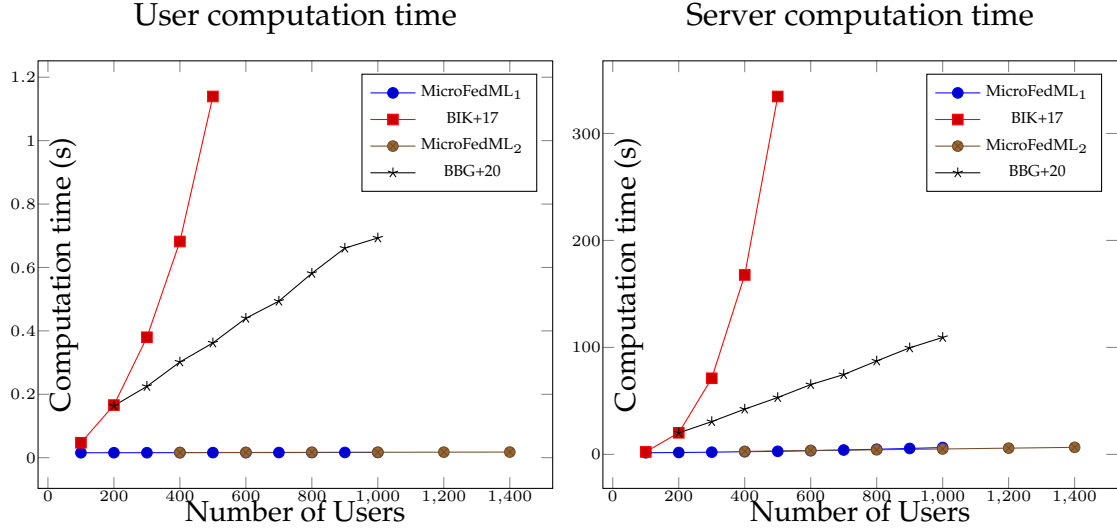 User computation time
1.2
1
0.8
0.6
0.4
0.2
0
0 200 400 600 800 1,000 1,200 1,400
Computation time (s)
Number of Users
MicroFedML1
BIK+17
MicroFedML2
BBG+20
Server computation time
300
200
100
0
0 200 400 600 800 1,000 1,200 1,400
Computation time (s)
Number of Users
MicroFedML1
BIK+17
MicroFedML2
BBG+20